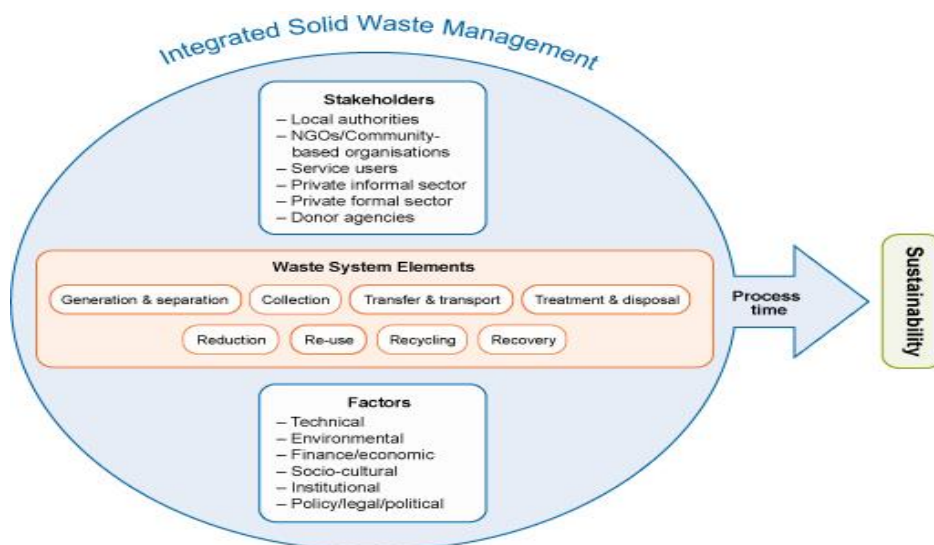 Integrated Solid Waste Management
Stakeholders
– Local authorities
– NGOs/Community-
based organisations
– Service users
– Private informal sector
– Private formal sector
– Donor agencies
Waste System Elements
Generation & separation
Collection
Transfer & transport
Treatment & disposal
Reduction
Re-use
Recycling
Recovery
Factors
– Technical
– Environmental
– Finance/economic
– Socio-cultural
– Institutional
– Policy/legal/political
Process
time
Sustainability